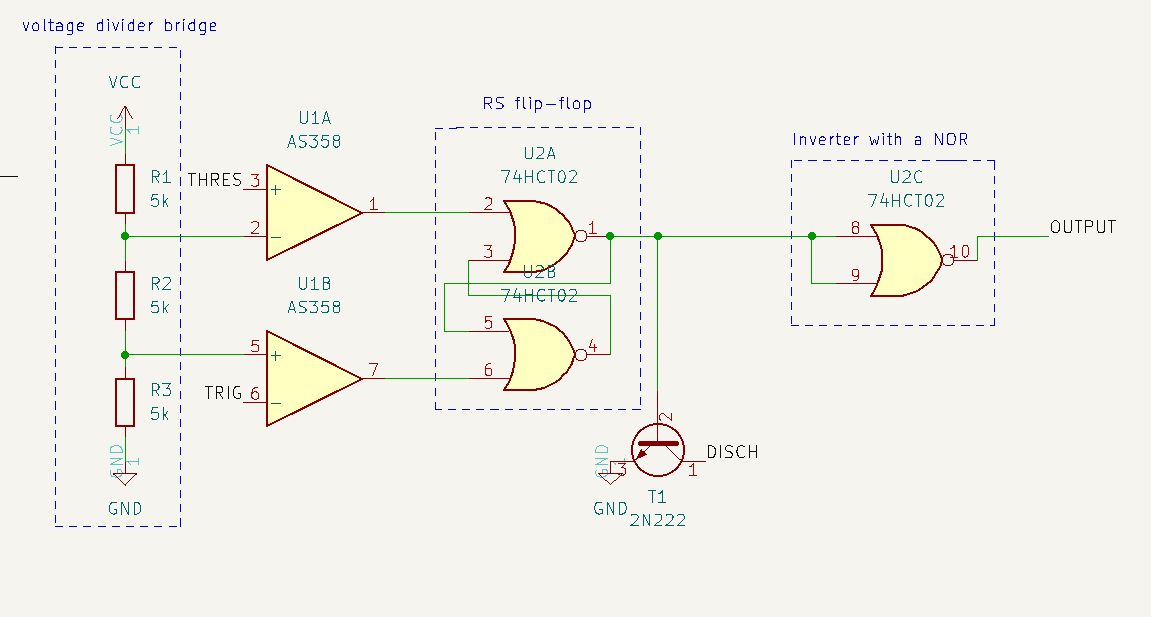 voltage divider bridge
VCC
VCC
1
R1
5k
R2
5k
R3
5k
GND
1
GND
THRES
3
2
U1A
AS358
+
-
1
U1B
AS358
5
TRIG
6
+
-
7
RS flip-flop
U2A
74HCT02
2
3
1
U2B
74HCT02
5
6
4
Inverter with a NOR
U2C
74HCT02
8
9
10
OUTPUT
2
GND
3
1
DISCH
GND
T1
2N222